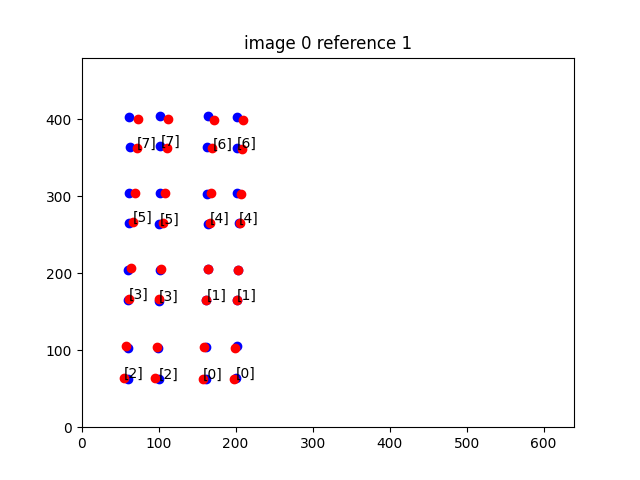 image 0 reference 1
400
[7] [7] [6] [6]
300
[5] [5] [4] [4]
200
[3] [3] [1] [1]
100
[2] [2] [0] [0]
0
0 100 200 300 400 500 600